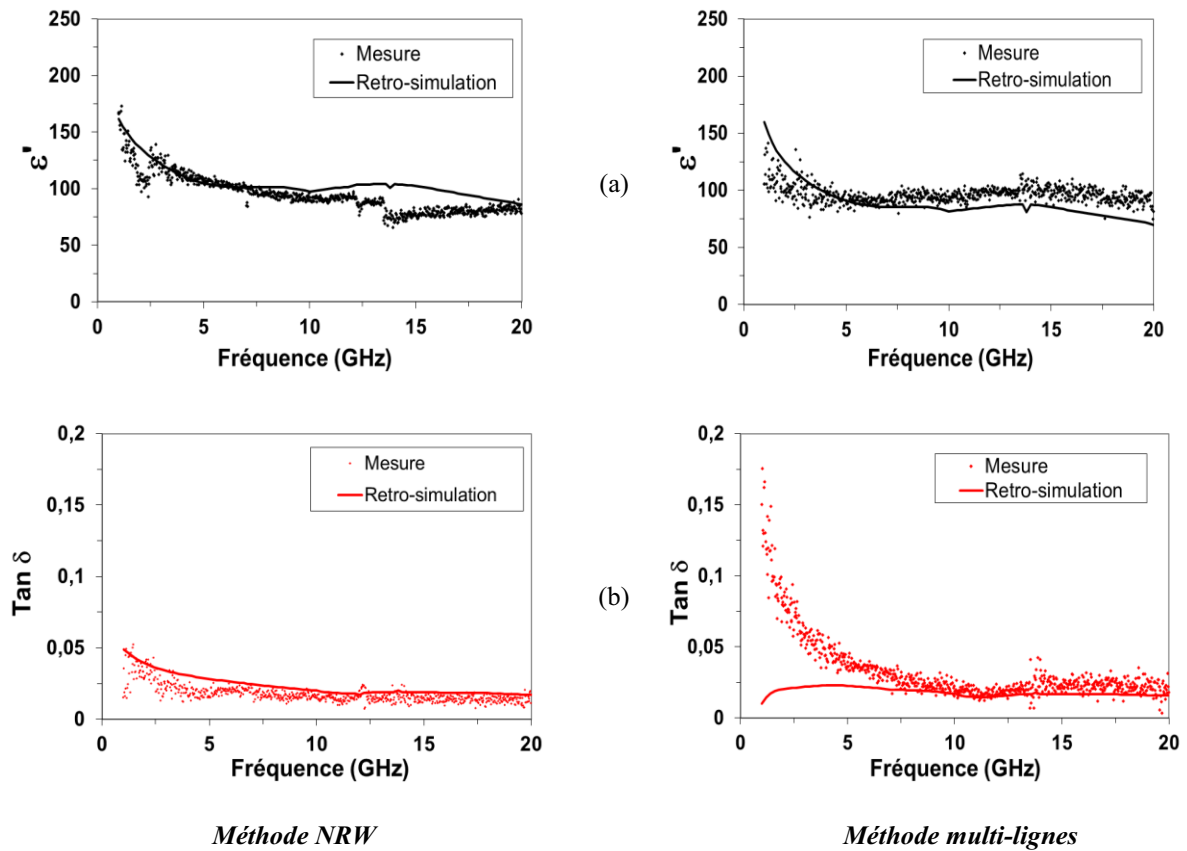 250
200
150
100
50
0
ε'
Mesure
Retro-simulation
0
5
10
15
20
Fréquence (GHz)
(a)
250
200
150
100
50
0
ε'
Mesure
Retro-simulation
0
5
10
15
20
Fréquence (GHz)
0,2
0,15
0,1
0,05
0
Tan δ
Mesure
Retro-simulation
0
5
10
15
20
Fréquence (GHz)
(b)
0,2
0,15
0,1
0,05
0
Tan δ
Mesure
Retro-simulation
0
5
10
15
20
Fréquence (GHz)
Méthode NRW
Méthode multi-lignes